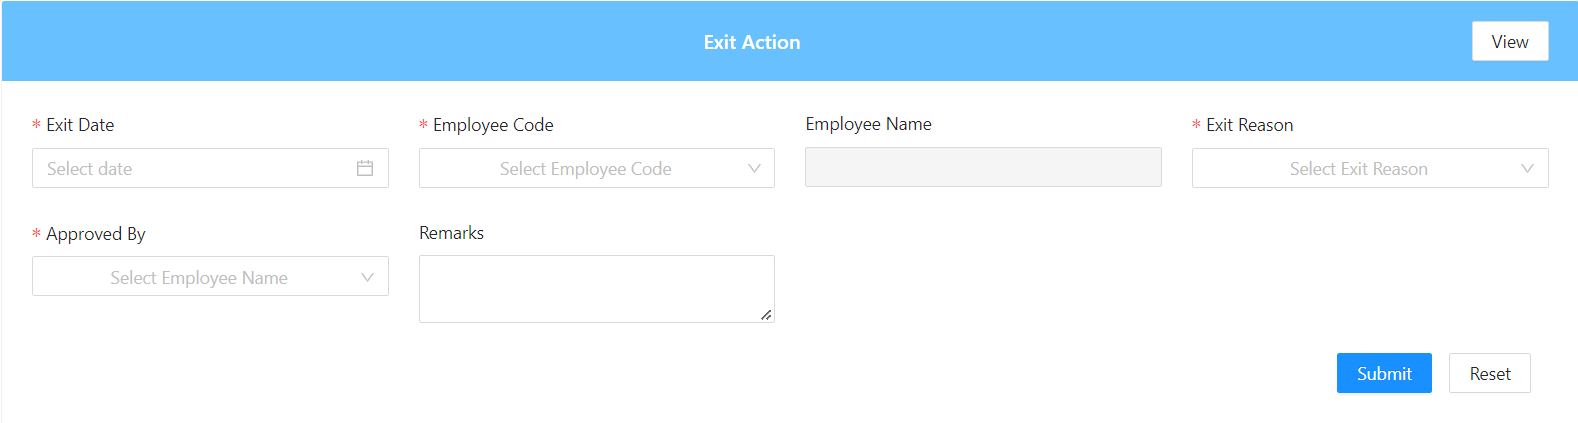 Exit Action
View
* Exit Date
* Employee Code
Employee Name
* Exit Reason
Select date
Select Employee Code
Select Exit Reason
* Approved By
Remarks
Select Employee Name
Submit
Reset